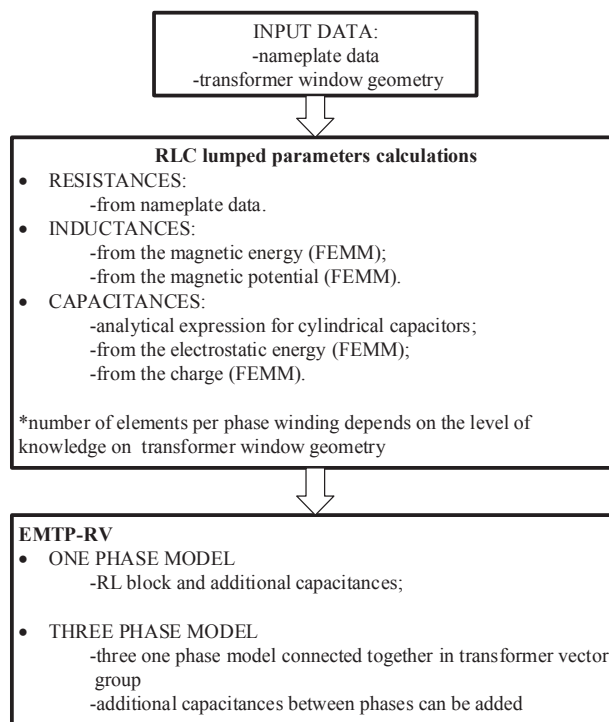 INPUT DATA:
-nameplate data
-transformer window geometry
RLC lumped parameters calculations
• RESISTANCES:
-from nameplate data.
• INDUCTANCES:
-from the magnetic energy (FEMM);
-from the magnetic potential (FEMM).
• CAPACITANCES:
-analytical expression for cylindrical capacitors;
-from the electrostatic energy (FEMM);
-from the charge (FEMM).
*number of elements per phase winding depends on the level of
knowledge on transformer window geometry
EMTP-RV
• ONE PHASE MODEL
-RL block and additional capacitances;
• THREE PHASE MODEL
-three one phase model connected together in transformer vector
group
-additional capacitances between phases can be added